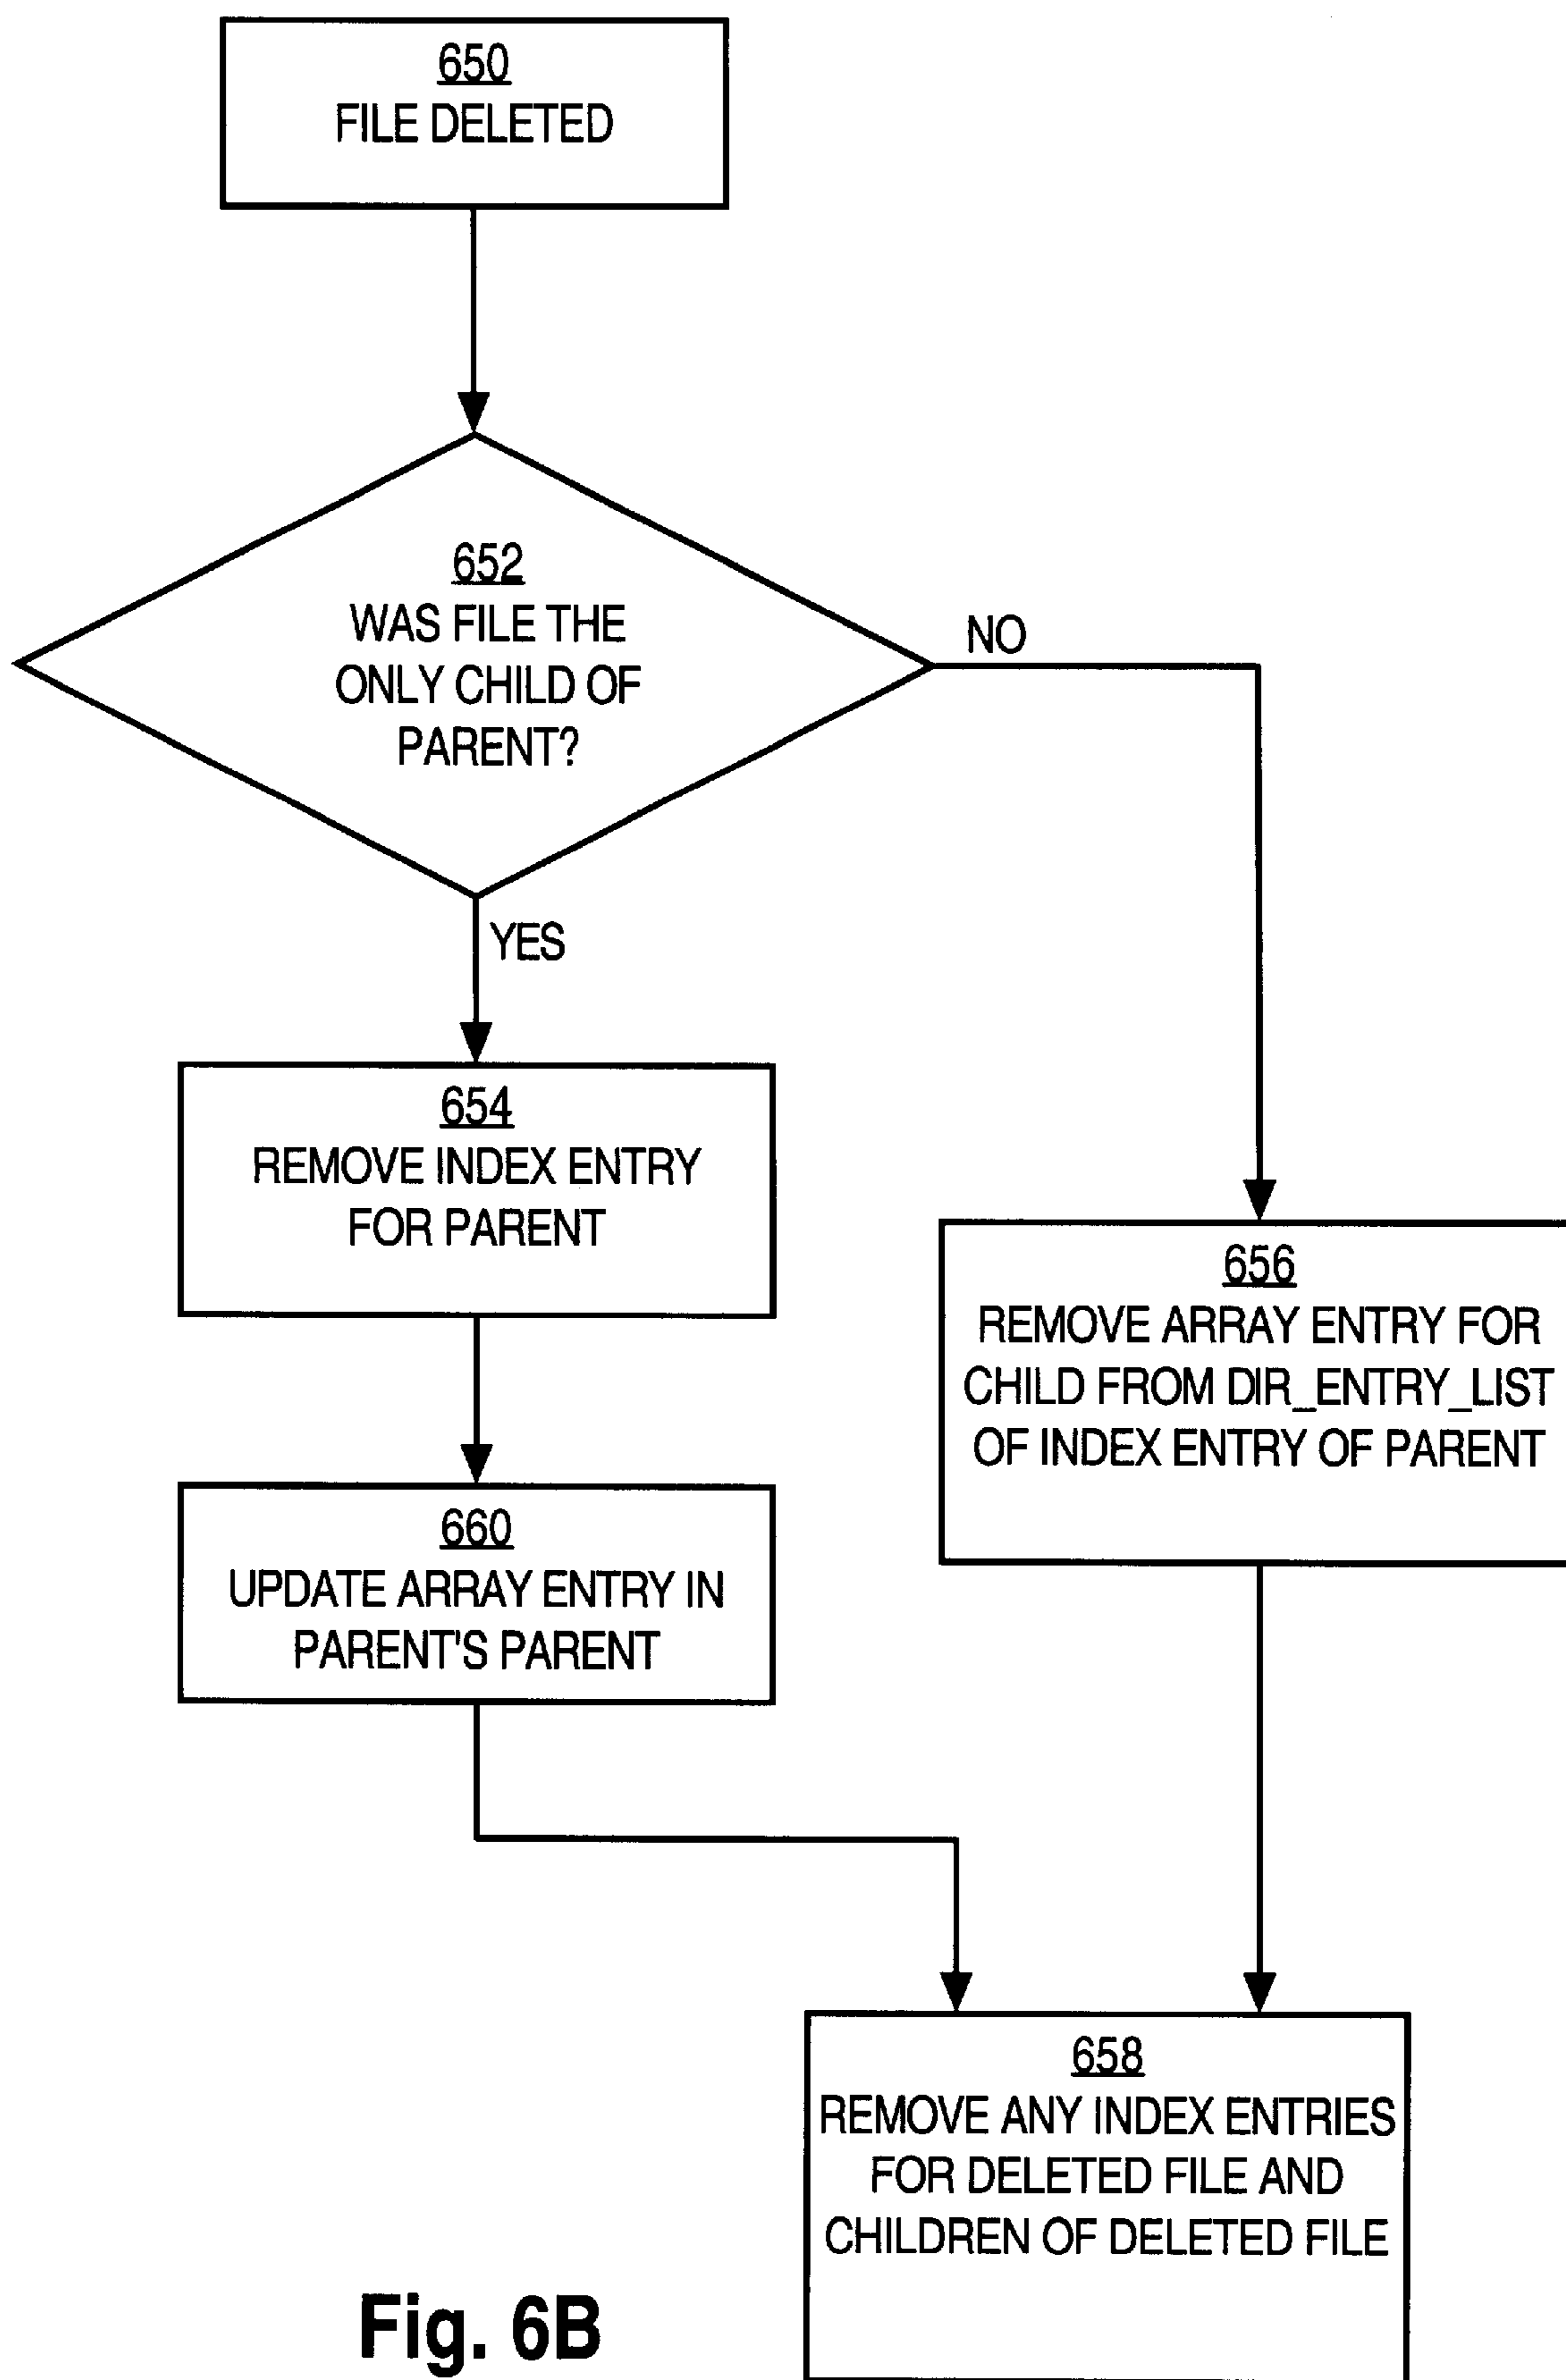 650
FILE DELETED
652
WAS FILE THE
ONLY CHILD OF
PARENT?
NO
YES
654
REMOVE INDEX ENTRY
FOR PARENT
656
REMOVE ARRAY ENTRY FOR
CHILD FROM DIR_ENTRY_LIST
OF INDEX ENTRY OF PARENT
660
UPDATE ARRAY ENTRY IN
PARENT'S PARENT
658
REMOVE ANY INDEX ENTRIES
FOR DELETED FILE AND
CHILDREN OF DELETED FILE
Fig. 6B